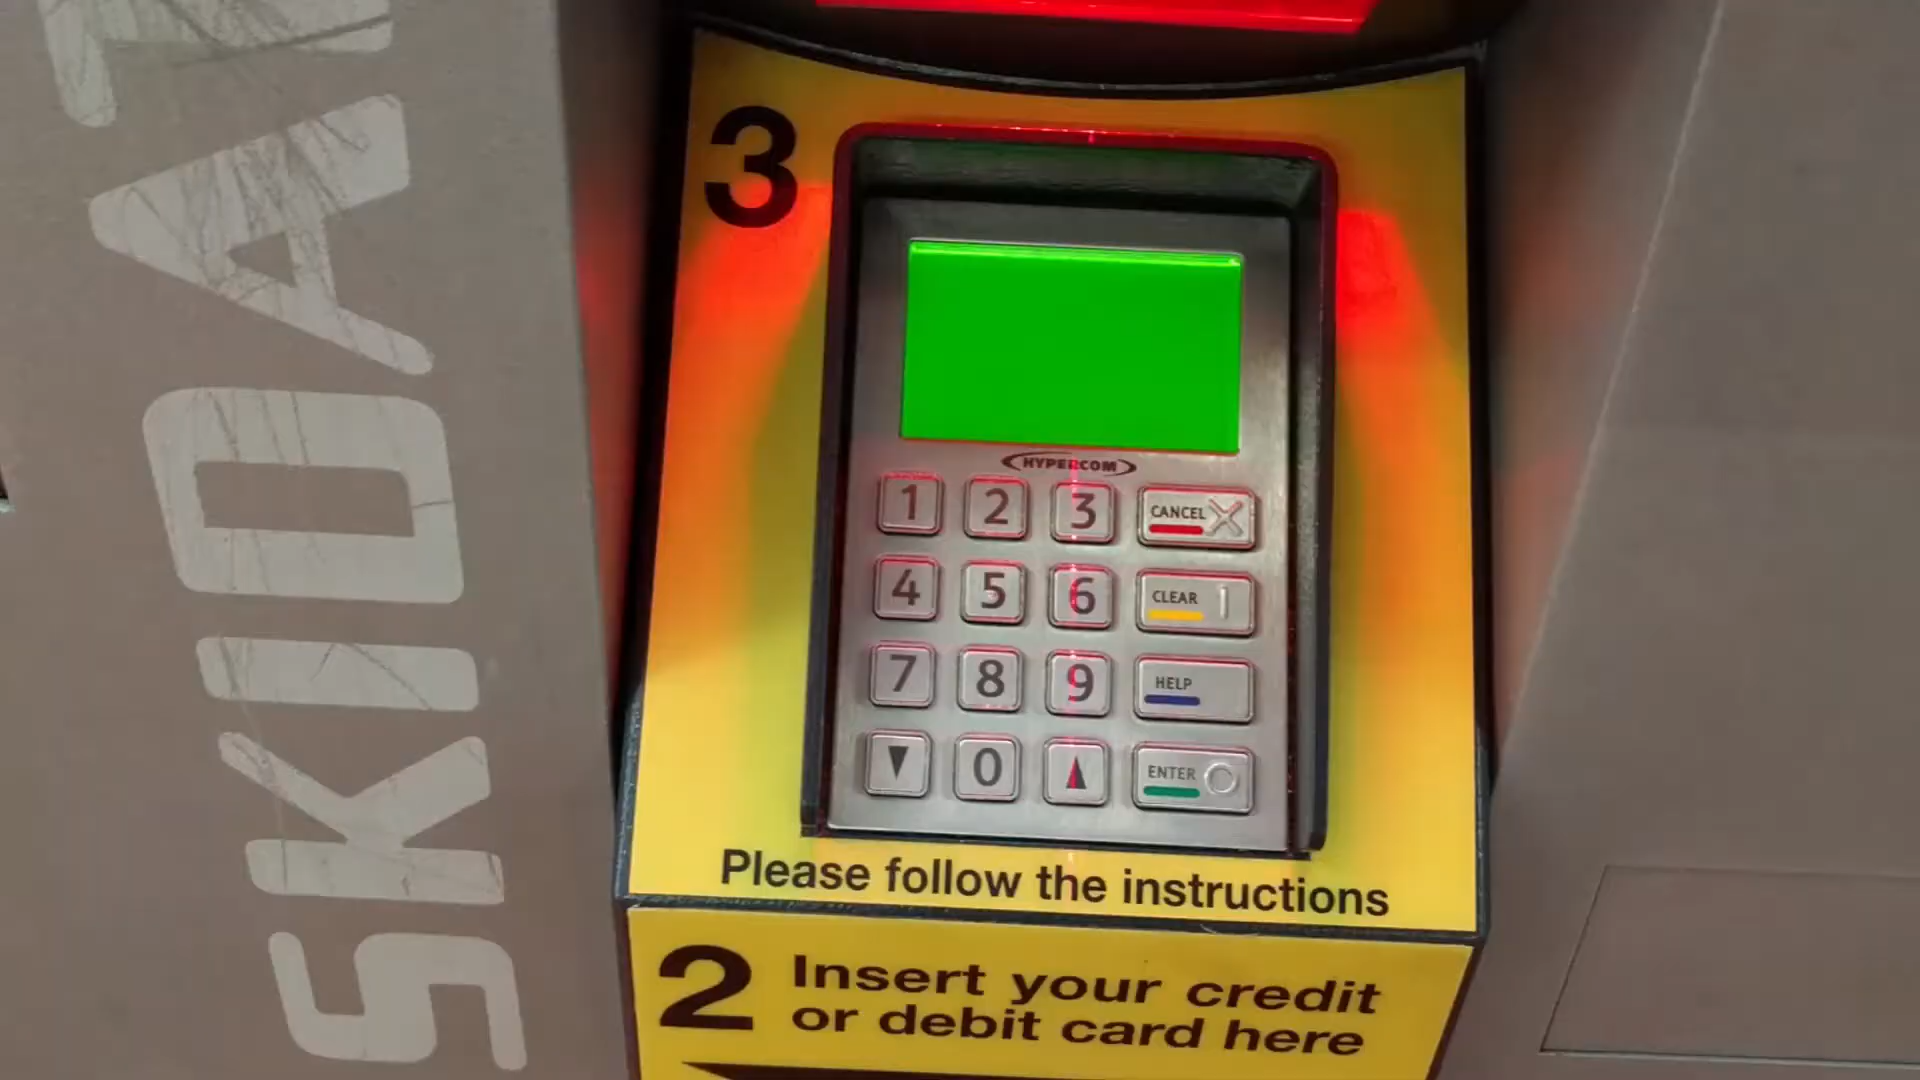 SKIDATA
3
HYPERCOM
1 2 3 CANCEL
4 5 6 CLEAR
7 8 9 HELP
0 ENTER
Please follow the instructions
2 Insert your credit
or debit card here